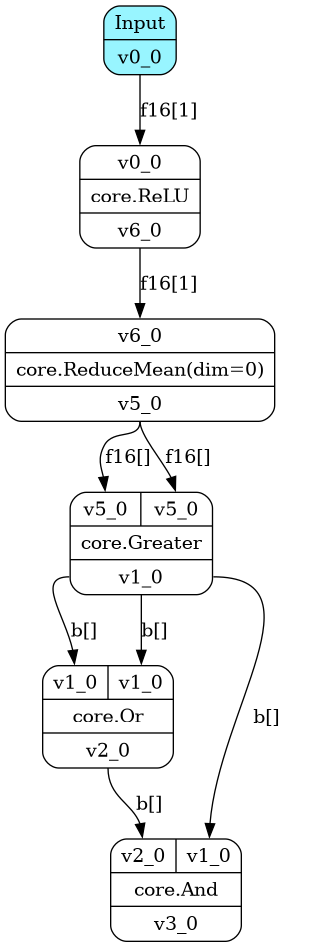 Input
v0_0
f16[1]
v0_0
core.ReLU
v6_0
f16[1]
v6_0
core.ReduceMean(dim=0)
v5_0
f16[] f16[]
v5_0 v5_0
core.Greater
v1_0
b[] b[]
v1_0 v1_0
core.Or
v2_0
b[]
b[]
v2_0 v1_0
core.And
v3_0